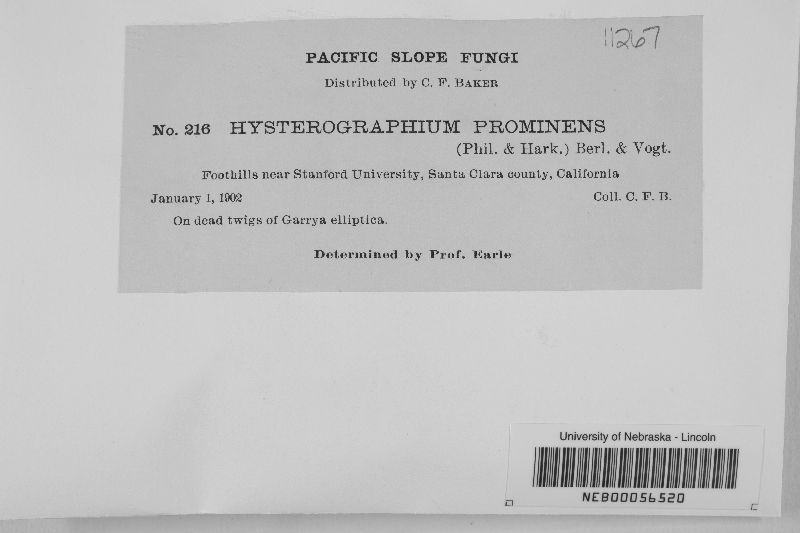 11267
PACIFIC SLOPE FUNGI
Distributed by C. F. BAKER
No. 216 HYSTEROGRAPHIUM PROMINENS
(Phil. & Hark.) Berl. & Vogt.
Foothills near Stanford University, Santa Clara county, California
January 1, 1902 Coll. C. F. B.
On dead twigs of Garrya elliptica.
Determined by Prof. Earle
University of Nebraska - Lincoln
NEB00056520